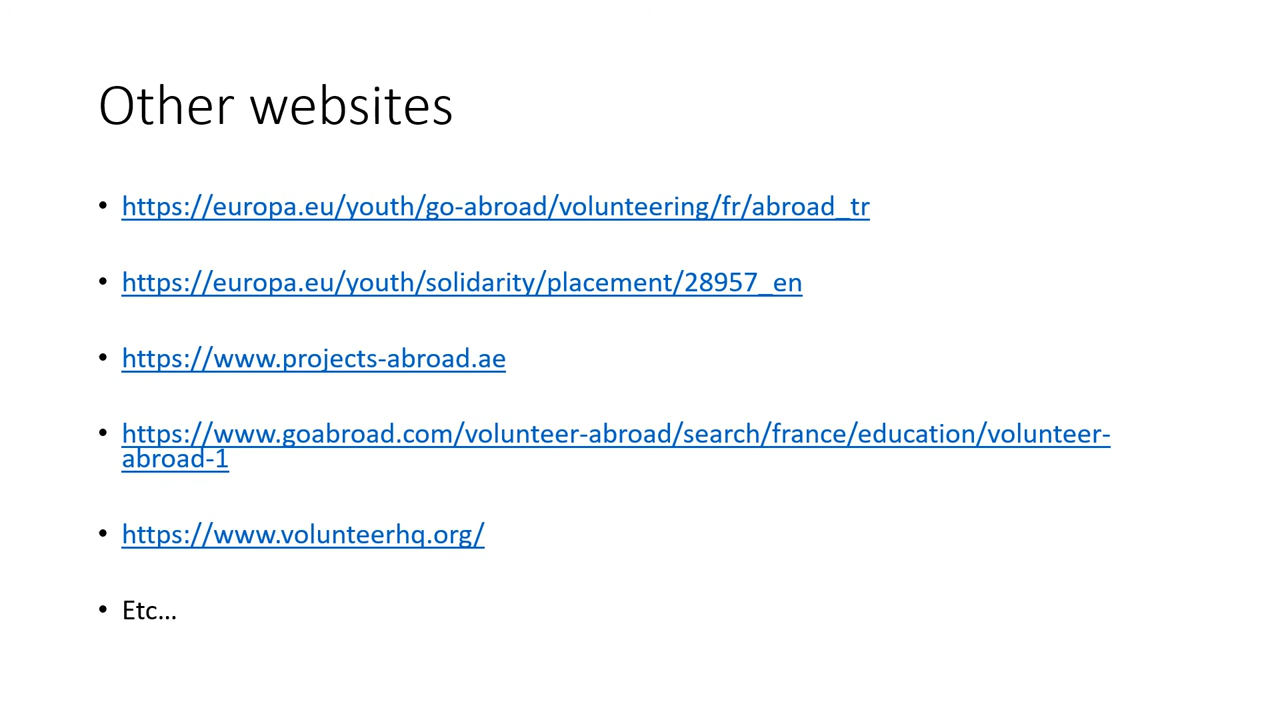 Other websites
• https://europa.eu/youth/go-abroad/volunteering/fr/abroad_tr
• https://europa.eu/youth/solidarity/placement/28957_en
• https://www.projects-abroad.ae
• https://www.goabroad.com/volunteer-abroad/search/france/education/volunteer-
abroad-1
• https://www.volunteerhq.org/
• Etc...